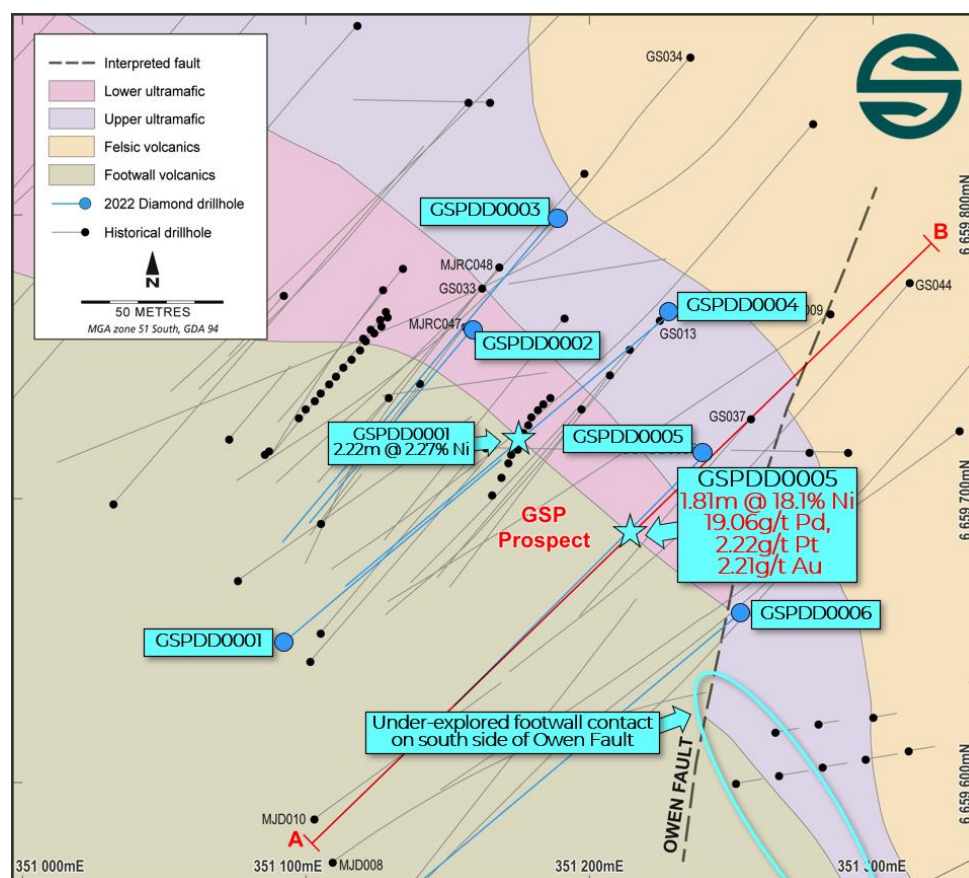 Interpreted fault
Lower ultramafic
Upper ultramafic
Felsic volcanics
Footwall volcanics
2022 Diamond drillhole
Historical drillhole
N
50 METRES
MGA zone 51 South, GDA 94
GS034
6 659 800mN
GSPDD0003
B
MJRC048
GS033
GS044
GSPDD0004
009
MJRC047
GSPDD0002
GS013
GS037
GSPDD0001
2.22m @ 2.27% Ni
GSPDD0005
GSPDD0005
1.81m @ 18.1% Ni
19.06g/t Pd,
2.22g/t Pt
2.21g/t Au
6 659 700mN
GSP
Prospect
GSPDD0001
GSPDD0006
Under-explored footwall contact
on south side of Owen Fault
OWEN FAULT
6 659 600mN
MJD010
A
MJD008
351 000mE
351 100mE
351 200mE
351 300mE